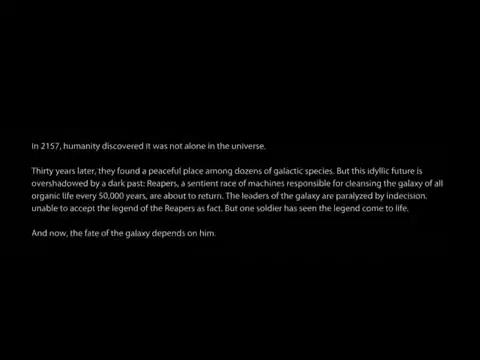 In 2157, humanity discovered it was not alone in the universe.
Thirty years later, they found a peaceful place among dozens of galactic species. But this idyllic future is
overshadowed by a dark past: Reapers, a sentient race of machines responsible for cleansing the galaxy of all
organic life every 50,000 years, are about to return. The leaders of the galaxy are paralyzed by indecision.
unable to accept the legend of the Reapers as fact. But one soldier has seen the legend come to life.
And now, the fate of the galaxy depends on him.